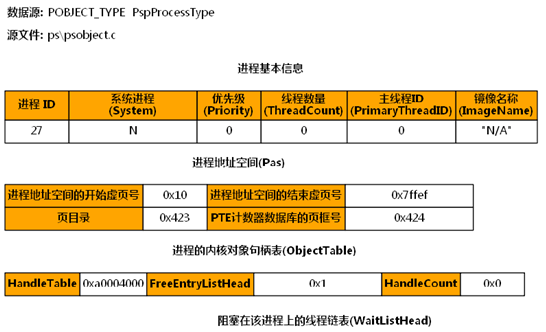 数据源: POBJECT_TYPE PspProcessType
源文件: ps\psobject.c
进程基本信息
进程 ID 系统进程 (System) 优先级 (Priority) 线程数量 (ThreadCount) 主线程ID (PrimaryThreadID) 镜像名称 (ImageName)
27 N 0 0 0 "N/A"
进程地址空间(Pas)
进程地址空间的开始虚页号 0x10 进程地址空间的结束虚页号 0x7ffef
页目录 0x423 PTE计数器数据库的页框号 0x424
进程的内核对象句柄表(ObjectTable)
HandleTable 0xa0004000 FreeEntryListHead 0x1 HandleCount 0x0
阻塞在该进程上的线程链表(WaitListHead)